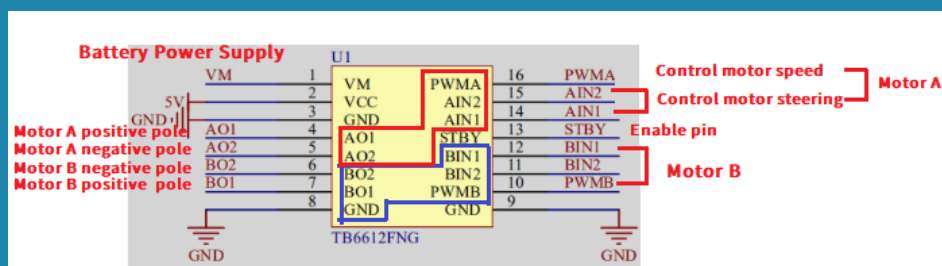 Battery Power Supply
U1
VM 1 VM PWMA 16 PWMA Control motor speed
5V 2 VCC AIN2 15 AIN2 Control motor steering Motor A
GND 3 GND AIN1 14 AIN1
Motor A positive pole AO1 4 AO1 STBY 13 STBY Enable pin
Motor A negative pole AO2 5 AO2 BIN1 12 BIN1
Motor B negative pole BO2 6 BO2 BIN2 11 BIN2 Motor B
Motor B positive pole BO1 7 BO1 PWMB 10 PWMB
8 GND GND 9
TB6612FNG
GND GND